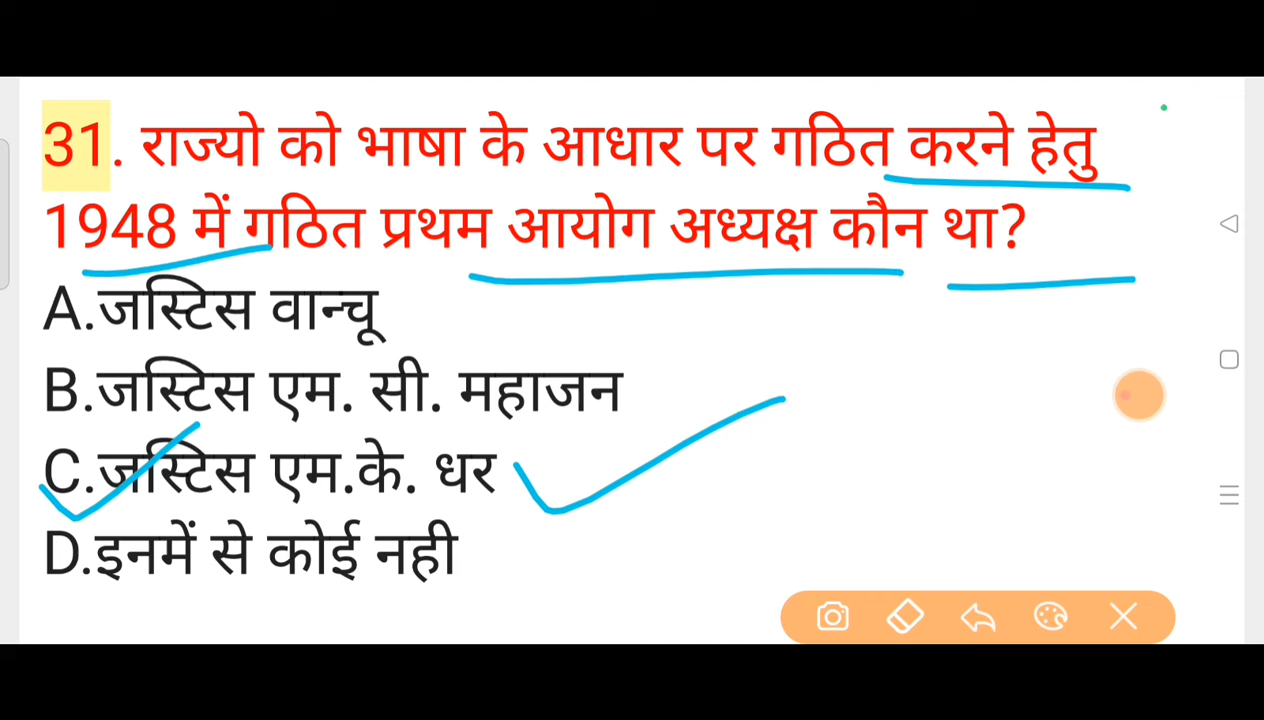 31. राज्यो को भाषा के आधार पर गठित करने हेतु
1948 में गठित प्रथम आयोग अध्यक्ष कौन था?
A.जस्टिस वान्चू
B.जस्टिस एम. सी. महाजन
C.जस्टिस एम.के. धर
D.इनमें से कोई नही